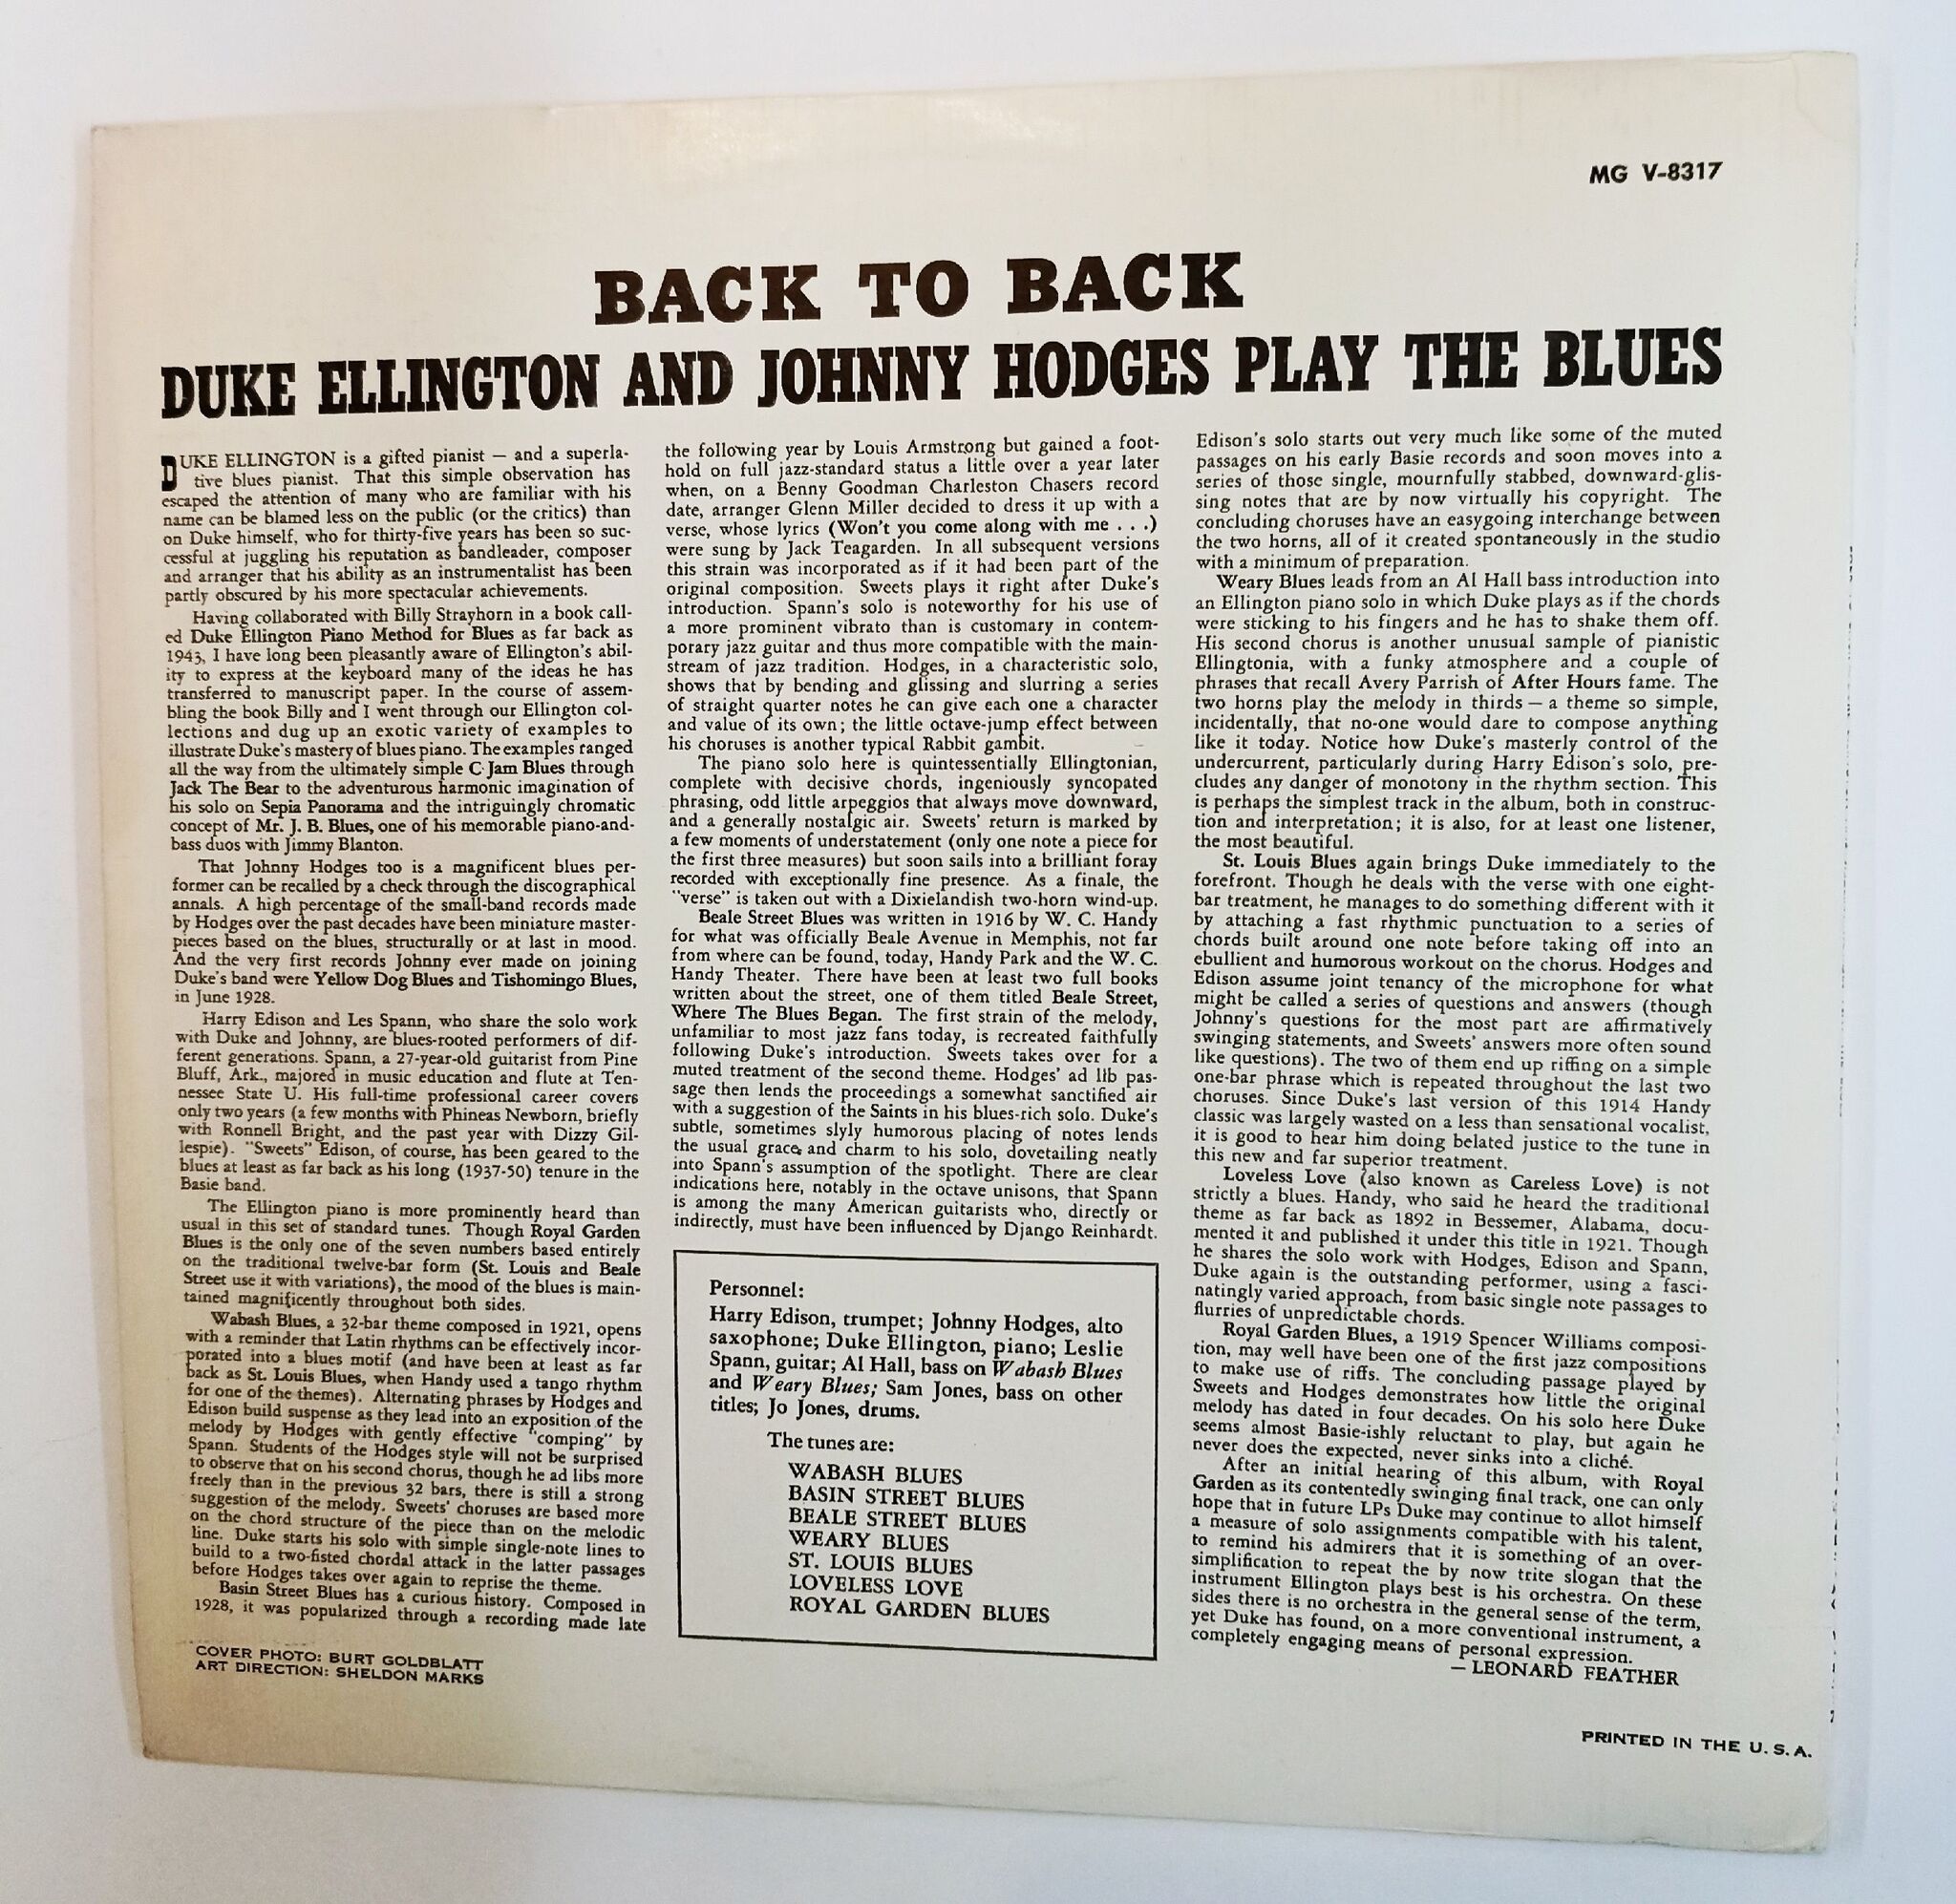 MG V-8317
BACK TO BACK
DUKE ELLINGTON AND JOHNNY HODGES PLAY THE BLUES
DUKE ELLINGTON is a gifted pianist — and a superla-
tive blues pianist. That this simple observation has
escaped the attention of many who are familiar with his
name can be blamed less on the public (or the critics) than
on Duke himself, who for thirty-five years has been so suc-
cessful at juggling his reputation as bandleader, composer
and arranger that his ability as an instrumentalist has been
partly obscured by his more spectacular achievements.
Having collaborated with Billy Strayhorn in a book call-
ed Duke Ellington Piano Method for Blues as far back as
1943, I have long been pleasantly aware of Ellington's abil-
ity to express at the keyboard many of the ideas he has
transferred to manuscript paper. In the course of assem-
bling the book Billy and I went through our Ellington col-
lections and dug up an exotic variety of examples to
illustrate Duke's mastery of blues piano. The examples ranged
all the way from the ultimately simple C Jam Blues through
Jack The Bear to the adventurous harmonic imagination of
his solo on Sepia Panorama and the intriguingly chromatic
concept of Mr. J. B. Blues, one of his memorable piano-and-
bass duos with Jimmy Blanton.
That Johnny Hodges too is a magnificent blues per-
former can be recalled by a check through the discographical
annals. A high percentage of the small-band records made
by Hodges over the past decades have been miniature master-
pieces based on the blues, structurally or at last in mood.
And the very first records Johnny ever made on joining
Duke's band were Yellow Dog Blues and Tishomingo Blues,
in June 1928.
Harry Edison and Les Spann, who share the solo work
with Duke and Johnny, are blues-rooted performers of dif-
ferent generations. Spann, a 27-year-old guitarist from Pine
Bluff, Ark., majored in music education and flute at Ten-
nessee State U. His full-time professional career covers
only two years (a few months with Phineas Newborn, briefly
with Ronnell Bright, and the past year with Dizzy Gil-
lespie). "Sweets" Edison, of course, has been geared to the
blues at least as far back as his long (1937-50) tenure in the
Basie band.
The Ellington piano is more prominently heard than
usual in this set of standard tunes. Though Royal Garden
Blues is the only one of the seven numbers based entirely
on the traditional twelve-bar form (St. Louis and Beale
Street use it with variations), the mood of the blues is main-
tained magnificently throughout both sides.
Wabash Blues, a 32-bar theme composed in 1921, opens
with a reminder that Latin rhythms can be effectively incor-
porated into a blues motif (and have been at least as far
back as St. Louis Blues, when Handy used a tango rhythm
for one of the themes). Alternating phrases by Hodges and
Edison build suspense as they lead into an exposition of the
melody by Hodges with gently effective "comping" by
Spann. Students of the Hodges style will not be surprised
to observe that on his second chorus, though he ad libs more
freely than in the previous 32 bars, there is still a strong
suggestion of the melody. Sweets' choruses are based more
on the chord structure of the piece than on the melodic
line. Duke starts his solo with simple single-note lines to
build to a two-fisted chordal attack in the latter passages
before Hodges takes over again to reprise the theme.
Basin Street Blues has a curious history. Composed in
1928, it was popularized through a recording made late
COVER PHOTO: BURT GOLDBLATT
ART DIRECTION: SHELDON MARKS
the following year by Louis Armstrong but gained a foot-
hold on full jazz-standard status a little over a year later
when, on a Benny Goodman Charleston Chasers record
date, arranger Glenn Miller decided to dress it up with a
verse, whose lyrics (Won't you come along with me . . .)
were sung by Jack Teagarden. In all subsequent versions
this strain was incorporated as if it had been part of the
original composition. Sweets plays it right after Duke's
introduction. Spann's solo is noteworthy for his use of
a more prominent vibrato than is customary in contem-
porary jazz guitar and thus more compatible with the main-
stream of jazz tradition. Hodges, in a characteristic solo,
shows that by bending and glissing and slurring a series
of straight quarter notes he can give each one a character
and value of its own; the little octave-jump effect between
his choruses is another typical Rabbit gambit.
The piano solo here is quintessentially Ellingtonian,
complete with decisive chords, ingeniously syncopated
phrasing, odd little arpeggios that always move downward,
and a generally nostalgic air. Sweets' return is marked by
a few moments of understatement (only one note a piece for
the first three measures) but soon sails into a brilliant foray
recorded with exceptionally fine presence. As a finale, the
"verse" is taken out with a Dixielandish two-horn wind-up.
Beale Street Blues was written in 1916 by W. C. Handy
for what was officially Beale Avenue in Memphis, not far
from where can be found, today, Handy Park and the W. C.
Handy Theater. There have been at least two full books
written about the street, one of them titled Beale Street,
Where The Blues Began. The first strain of the melody,
unfamiliar to most jazz fans today, is recreated faithfully
following Duke's introduction. Sweets takes over for a
muted treatment of the second theme. Hodges' ad lib pas-
sage then lends the proceedings a somewhat sanctified air
with a suggestion of the Saints in his blues-rich solo. Duke's
subtle, sometimes slyly humorous placing of notes lends
the usual grace and charm to his solo, dovetailing neatly
into Spann's assumption of the spotlight. There are clear
indications here, notably in the octave unisons, that Spann
is among the many American guitarists who, directly or
indirectly, must have been influenced by Django Reinhardt.
Personnel:
Harry Edison, trumpet; Johnny Hodges, alto
saxophone; Duke Ellington, piano; Leslie
Spann, guitar; Al Hall, bass on Wabash Blues
and Weary Blues; Sam Jones, bass on other
titles; Jo Jones, drums.
The tunes are:
WABASH BLUES
BASIN STREET BLUES
BEALE STREET BLUES
WEARY BLUES
ST. LOUIS BLUES
LOVELESS LOVE
ROYAL GARDEN BLUES
Edison's solo starts out very much like some of the muted
passages on his early Basie records and soon moves into a
series of those single, mournfully stabbed, downward-glis-
sing notes that are by now virtually his copyright. The
concluding choruses have an easygoing interchange between
the two horns, all of it created spontaneously in the studio
with a minimum of preparation.
Weary Blues leads from an Al Hall bass introduction into
an Ellington piano solo in which Duke plays as if the chords
were sticking to his fingers and he has to shake them off.
His second chorus is another unusual sample of pianistic
Ellingtonia, with a funky atmosphere and a couple of
phrases that recall Avery Parrish of After Hours fame. The
two horns play the melody in thirds — a theme so simple,
incidentally, that no-one would dare to compose anything
like it today. Notice how Duke's masterly control of the
undercurrent, particularly during Harry Edison's solo, pre-
cludes any danger of monotony in the rhythm section. This
is perhaps the simplest track in the album, both in construc-
tion and interpretation; it is also, for at least one listener,
the most beautiful.
St. Louis Blues again brings Duke immediately to the
forefront. Though he deals with the verse with one eight-
bar treatment, he manages to do something different with it
by attaching a fast rhythmic punctuation to a series of
chords built around one note before taking off into an
ebullient and humorous workout on the chorus. Hodges and
Edison assume joint tenancy of the microphone for what
might be called a series of questions and answers (though
Johnny's questions for the most part are affirmatively
swinging statements, and Sweets' answers more often sound
like questions). The two of them end up riffing on a simple
one-bar phrase which is repeated throughout the last two
choruses. Since Duke's last version of this 1914 Handy
classic was largely wasted on a less than sensational vocalist,
it is good to hear him doing belated justice to the tune in
this new and far superior treatment.
Loveless Love (also known as Careless Love) is not
strictly a blues. Handy, who said he heard the traditional
theme as far back as 1892 in Bessemer, Alabama, docu-
mented it and published it under this title in 1921. Though
he shares the solo work with Hodges, Edison and Spann,
Duke again is the outstanding performer, using a fasci-
natingly varied approach, from basic single note passages to
flurries of unpredictable chords.
Royal Garden Blues, a 1919 Spencer Williams composi-
tion, may well have been one of the first jazz compositions
to make use of riffs. The concluding passage played by
Sweets and Hodges demonstrates how little the original
melody has dated in four decades. On his solo here Duke
seems almost Basie-ishly reluctant to play, but again he
never does the expected, never sinks into a cliché.
After an initial hearing of this album, with Royal
Garden as its contentedly swinging final track, one can only
hope that in future LPs Duke may continue to allot himself
a measure of solo assignments compatible with his talent,
to remind his admirers that it is something of an over-
simplification to repeat the by now trite slogan that the
instrument Ellington plays best is his orchestra. On these
sides there is no orchestra in the general sense of the term,
yet Duke has found, on a more conventional instrument, a
completely engaging means of personal expression.
— LEONARD FEATHER
PRINTED IN THE U. S. A.